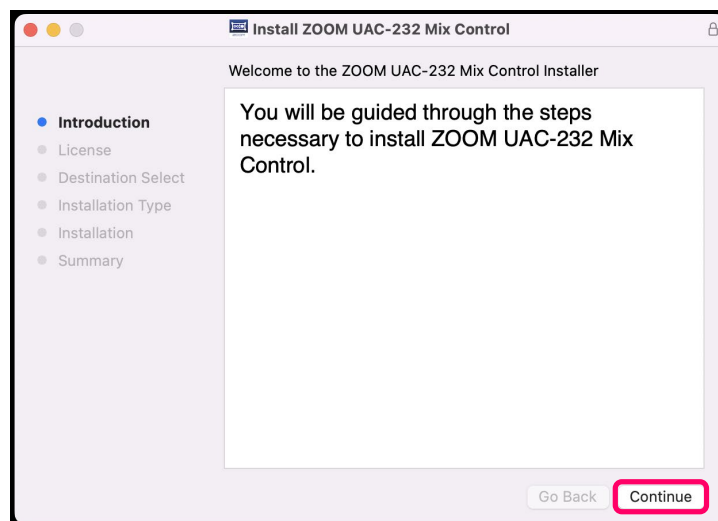 Install ZOOM UAC-232 Mix Control
Welcome to the ZOOM UAC-232 Mix Control Installer
Introduction
License
Destination Select
Installation Type
Installation
Summary
You will be guided through the steps
necessary to install ZOOM UAC-232 Mix
Control.
Go Back
Continue